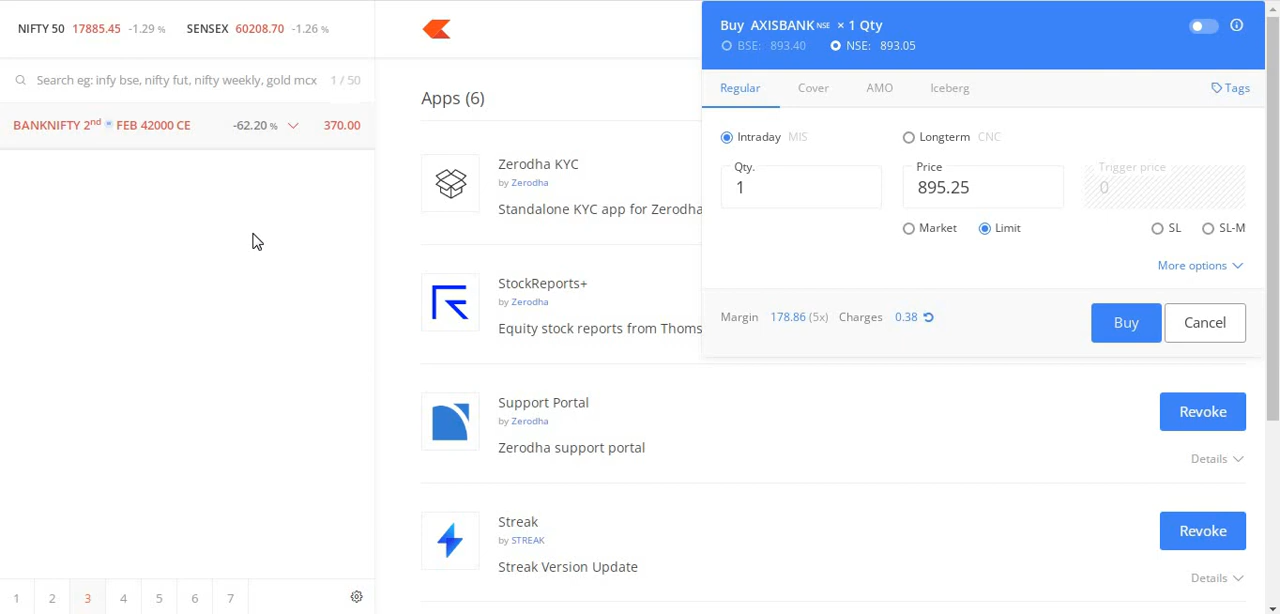 NIFTY 50 17885.45 -1.29 % SENSEX 60208.70 -1.26 %
Search eg: infy bse, nifty fut, nifty weekly, gold mcx 1 / 50
BANKNIFTY 2nd w FEB 42000 CE -62.20 % 370.00
1 2 3 4 5 6 7
Apps (6)
Zerodha KYC
by Zerodha
Standalone KYC app for Zerodha
StockReports+
by Zerodha
Equity stock reports from Thoms
Support Portal
by Zerodha
Zerodha support portal
Revoke
Details
Streak
by STREAK
Streak Version Update
Revoke
Details
Buy AXISBANK NSE × 1 Qty
BSE: 893.40 NSE: 893.05
Regular Cover AMO Iceberg Tags
Intraday MIS Longterm CNC
Qty. Price Trigger price
1 895.25 0
Market Limit SL SL-M
More options
Margin 178.86 (5x) Charges 0.38 Buy Cancel